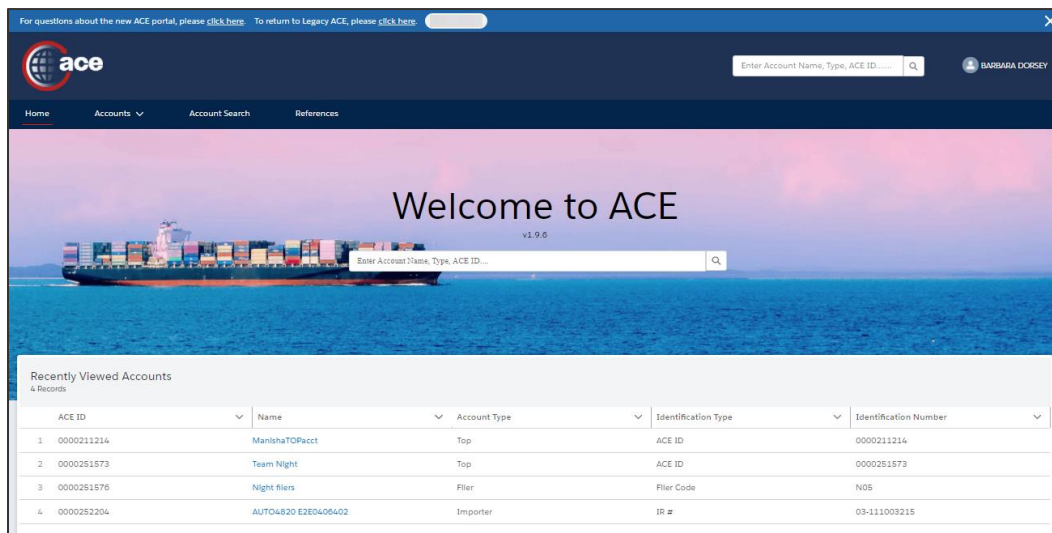 For questions about the new ACE portal, please click here. To return to Legacy ACE, please click here.
ace
Enter Account Name, Type, ACE ID......
BARBARA DORSEY
Home Accounts Account Search References
Welcome to ACE
v1.9.6
Enter Account Name, Type, ACE ID....
Recently Viewed Accounts
4 Records
ACE ID Name Account Type Identification Type Identification Number
1 0000211214 ManishaTOPacct Top ACE ID 0000211214
2 0000251573 Team Night Top ACE ID 0000251573
3 0000251576 Night filers Filer Filer Code N05
4 0000252204 AUTO4820 E2E0406402 Importer IR # 03-111003215